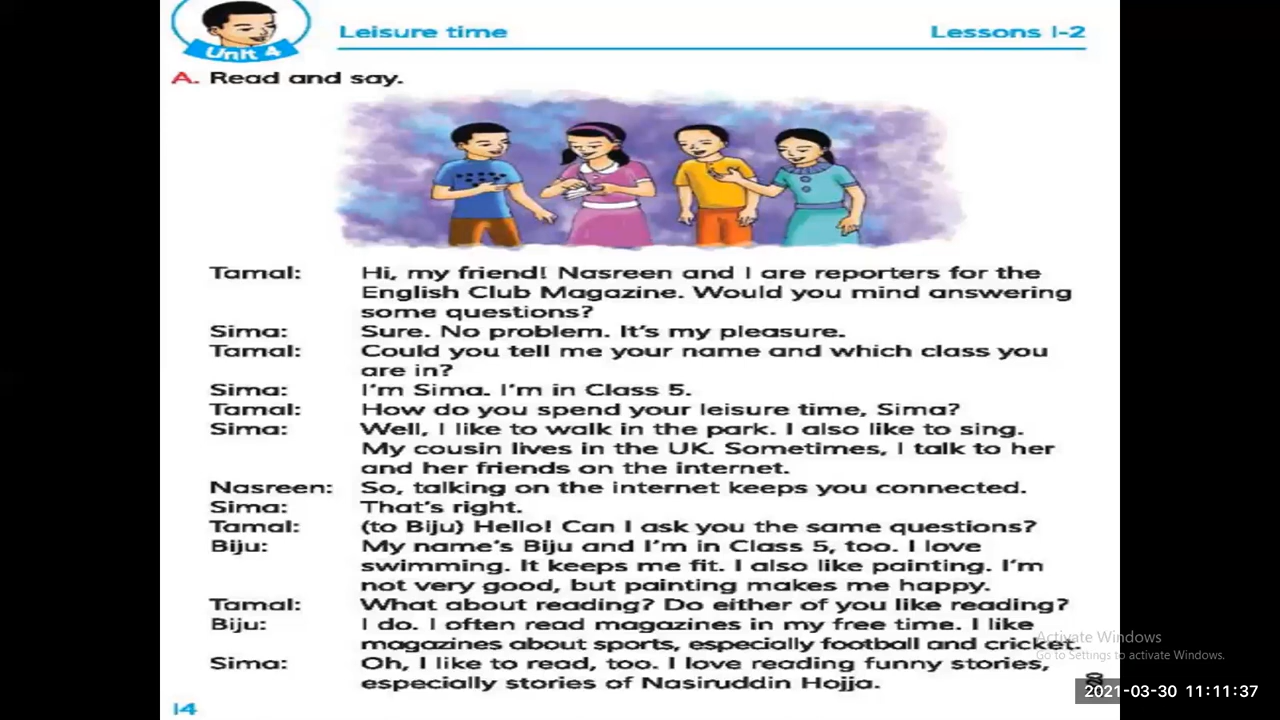 Unit 4
Leisure time Lessons 1-2
A. Read and say.
Tamal: Hi, my friend! Nasreen and I are reporters for the
English Club Magazine. Would you mind answering
some questions?
Sima: Sure. No problem. It's my pleasure.
Tamal: Could you tell me your name and which class you
are in?
Sima: I'm Sima. I'm in Class 5.
Tamal: How do you spend your leisure time, Sima?
Sima: Well, I like to walk in the park. I also like to sing.
My cousin lives in the UK. Sometimes, I talk to her
and her friends on the internet.
Nasreen: So, talking on the internet keeps you connected.
Sima: That's right.
Tamal: (to Biju) Hello! Can I ask you the same questions?
Biju: My name's Biju and I'm in Class 5, too. I love
swimming. It keeps me fit. I also like painting. I'm
not very good, but painting makes me happy.
Tamal: What about reading? Do either of you like reading?
Biju: I do. I often read magazines in my free time. I like
magazines about sports, especially football and cricket.
Sima: Oh, I like to read, too. I love reading funny stories,
especially stories of Nasiruddin Hojja.
14
Activate Windows
Go to Settings to activate Windows.
2021-03-30 11:11:37